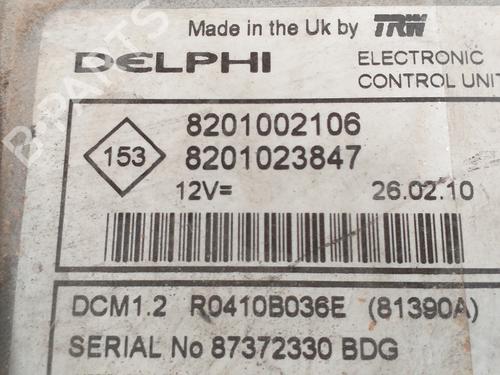 Made in the Uk by TRW
DELPHI
ELECTRONIC
CONTROL UNIT
153
8201002106
8201023847
12V=
26.02.10
DCM1.2 R0410B036E (81390A)
SERIAL No 87372330 BDG
B-PARTS